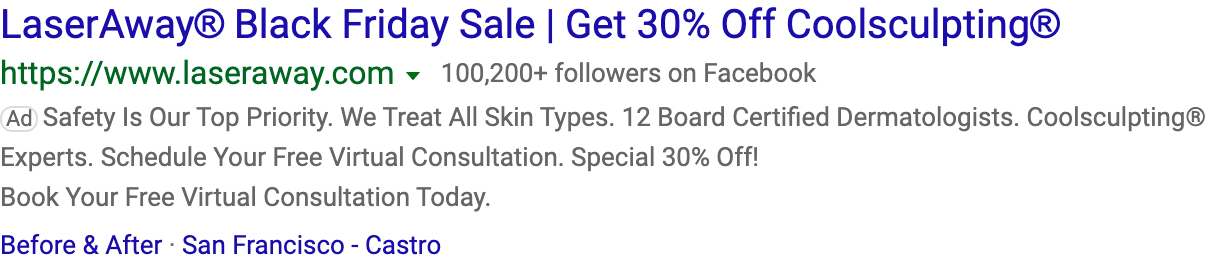 LaserAway® Black Friday Sale | Get 30% Off Coolsculpting®
https://www.laseraway.com 100,200+ followers on Facebook
Ad Safety Is Our Top Priority. We Treat All Skin Types. 12 Board Certified Dermatologists. Coolsculpting®
Experts. Schedule Your Free Virtual Consultation. Special 30% Off!
Book Your Free Virtual Consultation Today.
Before & After · San Francisco - Castro